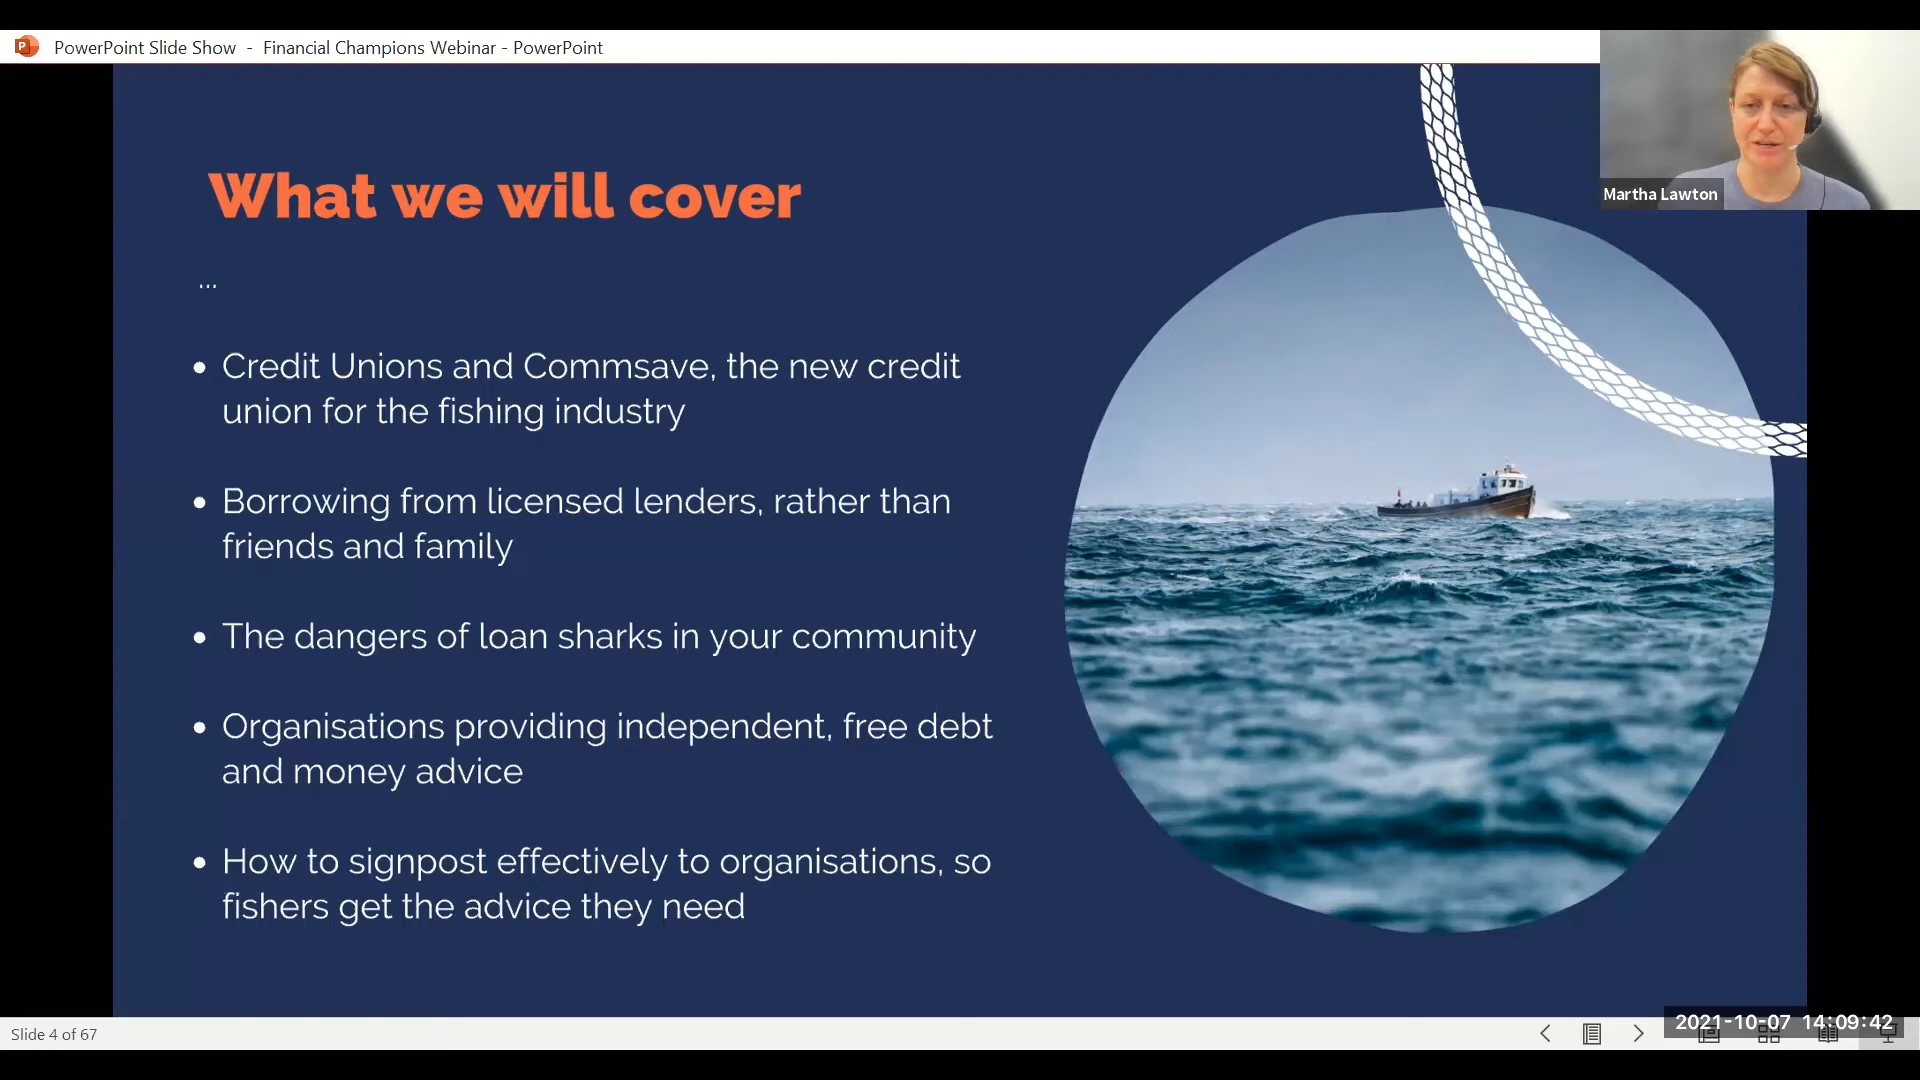 PowerPoint Slide Show - Financial Champions Webinar - PowerPoint
Martha Lawton
What we will cover
...
• Credit Unions and Commsave, the new credit
union for the fishing industry
• Borrowing from licensed lenders, rather than
friends and family
• The dangers of loan sharks in your community
• Organisations providing independent, free debt
and money advice
• How to signpost effectively to organisations, so
fishers get the advice they need
Slide 4 of 67
2021-10-07 14:09:42